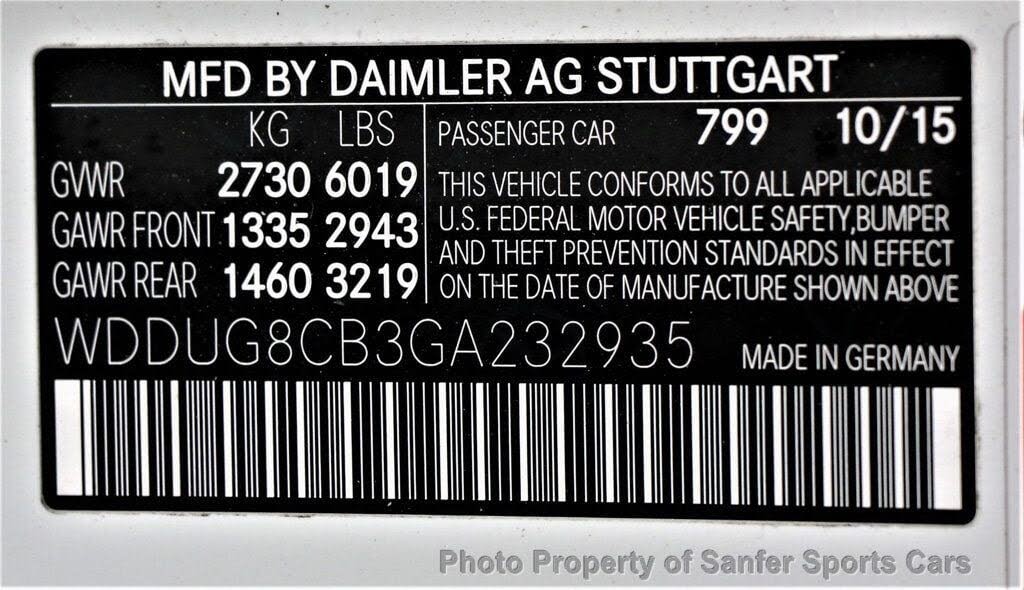 MFD BY DAIMLER AG STUTTGART
KG LBS
GVWR 2730 6019
GAWR FRONT 1335 2943
GAWR REAR 1460 3219
PASSENGER CAR 799 10/15
THIS VEHICLE CONFORMS TO ALL APPLICABLE
U.S. FEDERAL MOTOR VEHICLE SAFETY,BUMPER
AND THEFT PREVENTION STANDARDS IN EFFECT
ON THE DATE OF MANUFACTURE SHOWN ABOVE
WDDUG8CB3GA232935 MADE IN GERMANY
Photo Property of Sanfer Sports Cars